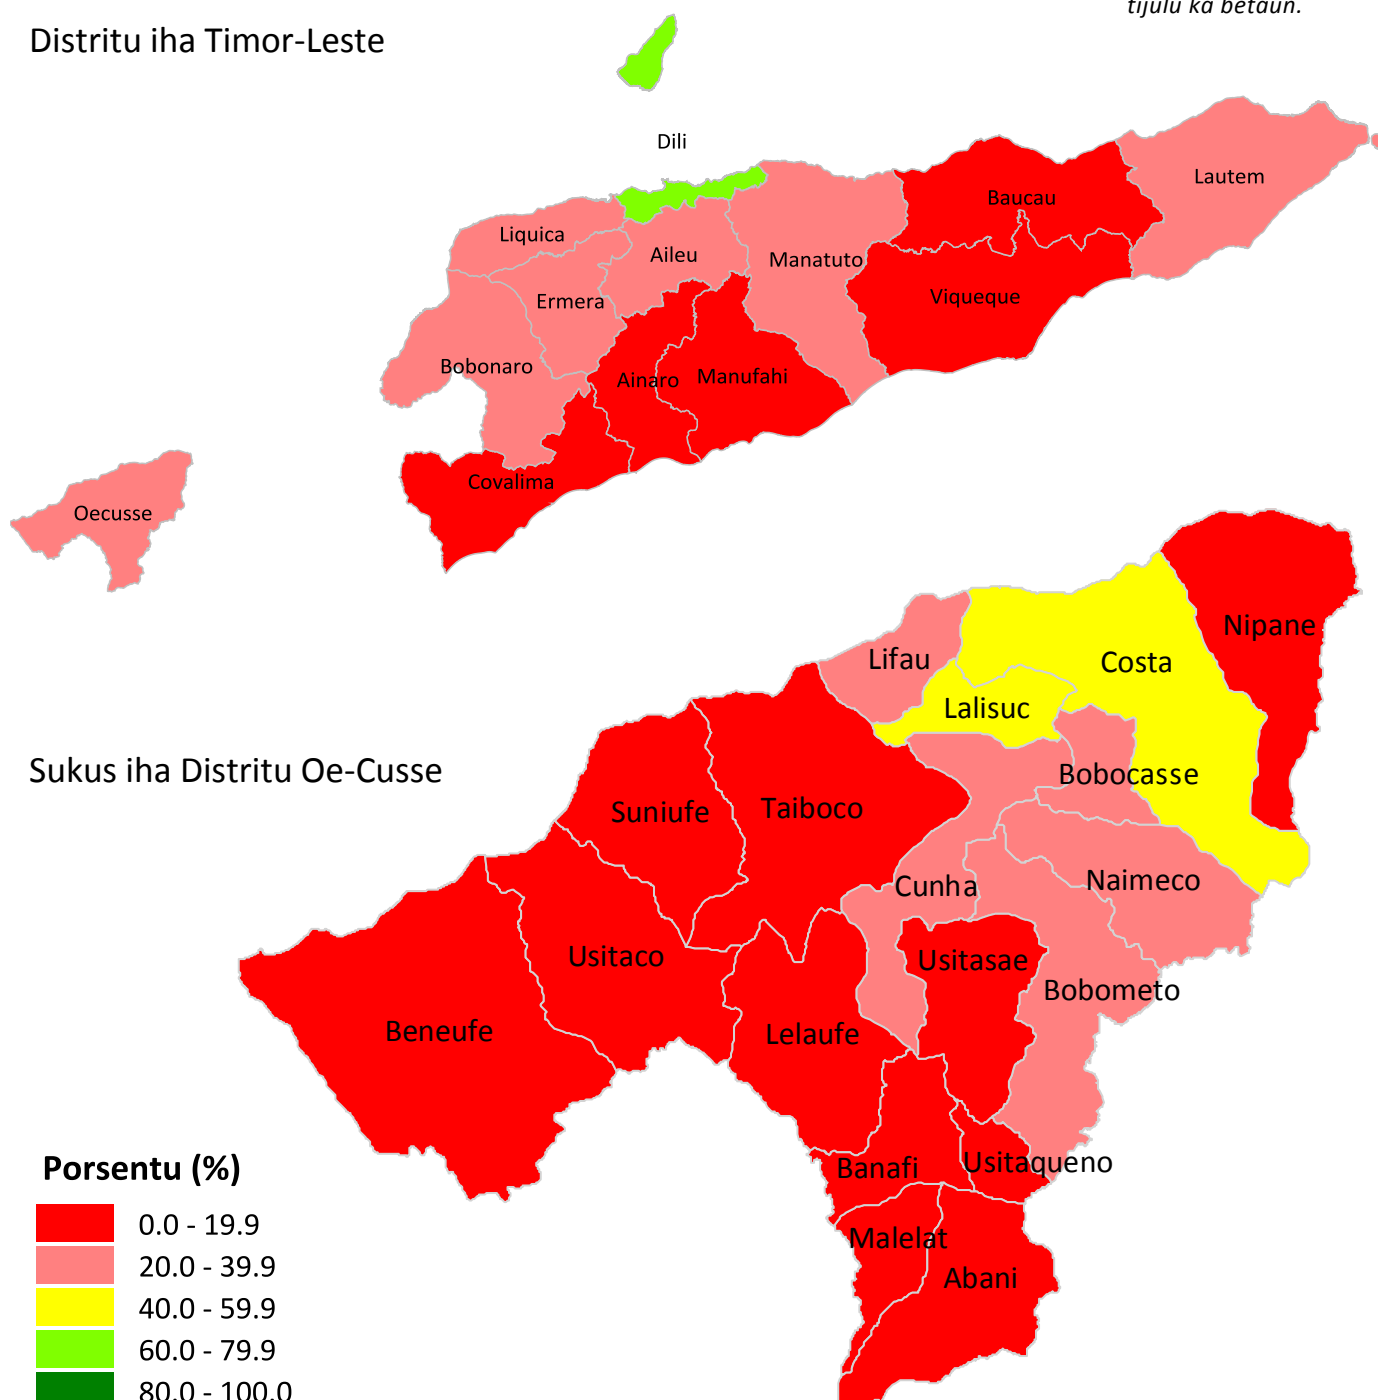 tijulu ka betaun.
Distritu iha Timor-Leste
Dili
Lautem
Baucau
Liquica
Aileu
Manatuto
Viqueque
Ermera
Bobonaro
Ainaro
Manufahi
Covalima
Oecusse
Nipane
Lifau
Costa
Lalisuc
Sukus iha Distritu Oe-Cusse
Bobocasse
Suniufe
Taiboco
Cunha
Naimeco
Usitaco
Usitasae
Bobometo
Beneufe
Lelaufe
Porsentu (%)
Banafi
Usitaqueno
0.0 - 19.9
Malelat
20.0 - 39.9
Abani
40.0 - 59.9
60.0 - 79.9
80.0 - 100.0